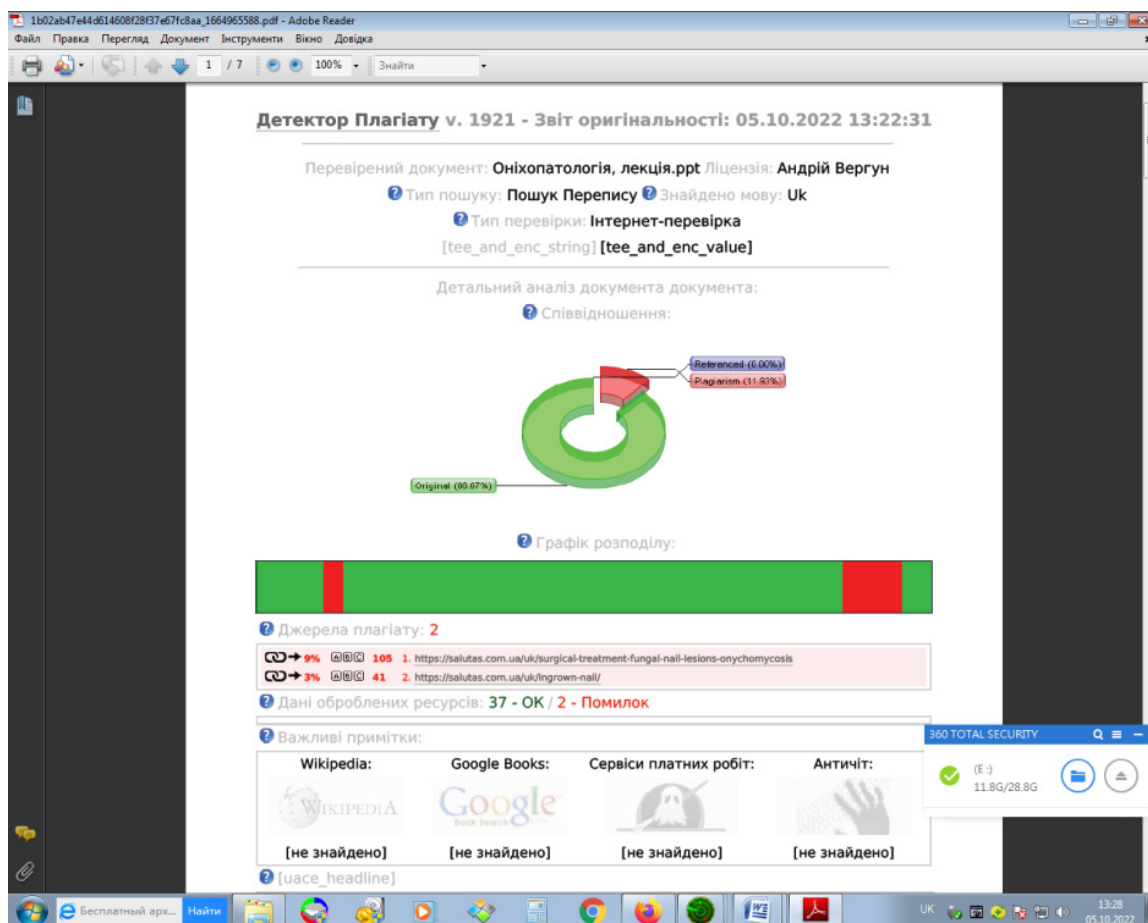 1b02ab47e44d614608f28f37e67fc8aa_1664965588.pdf - Adobe Reader
Файл Правка Перегляд Документ Інструменти Вікно Довідка
1 / 7 100% Знайти
Детектор Плагіату v. 1921 - Звіт оригінальності: 05.10.2022 13:22:31
Перевірений документ: Оніхопатологія, лекція.ppt Ліцензія: Андрій Вергун
Тип пошуку: Пошук Перепису Знайдено мову: Uk
Тип перевірки: Інтернет-перевірка
[tee_and_enc_string] [tee_and_enc_value]
Детальний аналіз документа документа:
Співвідношення:
Referenced (0.00%)
Plagiarism (11.93%)
Original (88.07%)
Графік розподілу:
Джерела плагіату: 2
9% ABC 105 1. https://salutas.com.ua/uk/surgical-treatment-fungal-nail-lesions-onychomycosis
3% ABC 41 2. https://salutas.com.ua/uk/ingrown-nail/
Дані оброблених ресурсів: 37 - ОК / 2 - Помилок
Важливі примітки:
Wikipedia: Google Books: Сервіси платних робіт: Античіт:
WIKIPEDIA Google Book Search
[не знайдено] [не знайдено] [не знайдено] [не знайдено]
[uace_headline]
360 TOTAL SECURITY
(E:)
11.8G/28.8G
Бесплатный арх... Найти
UK 13:28
05.10.2022